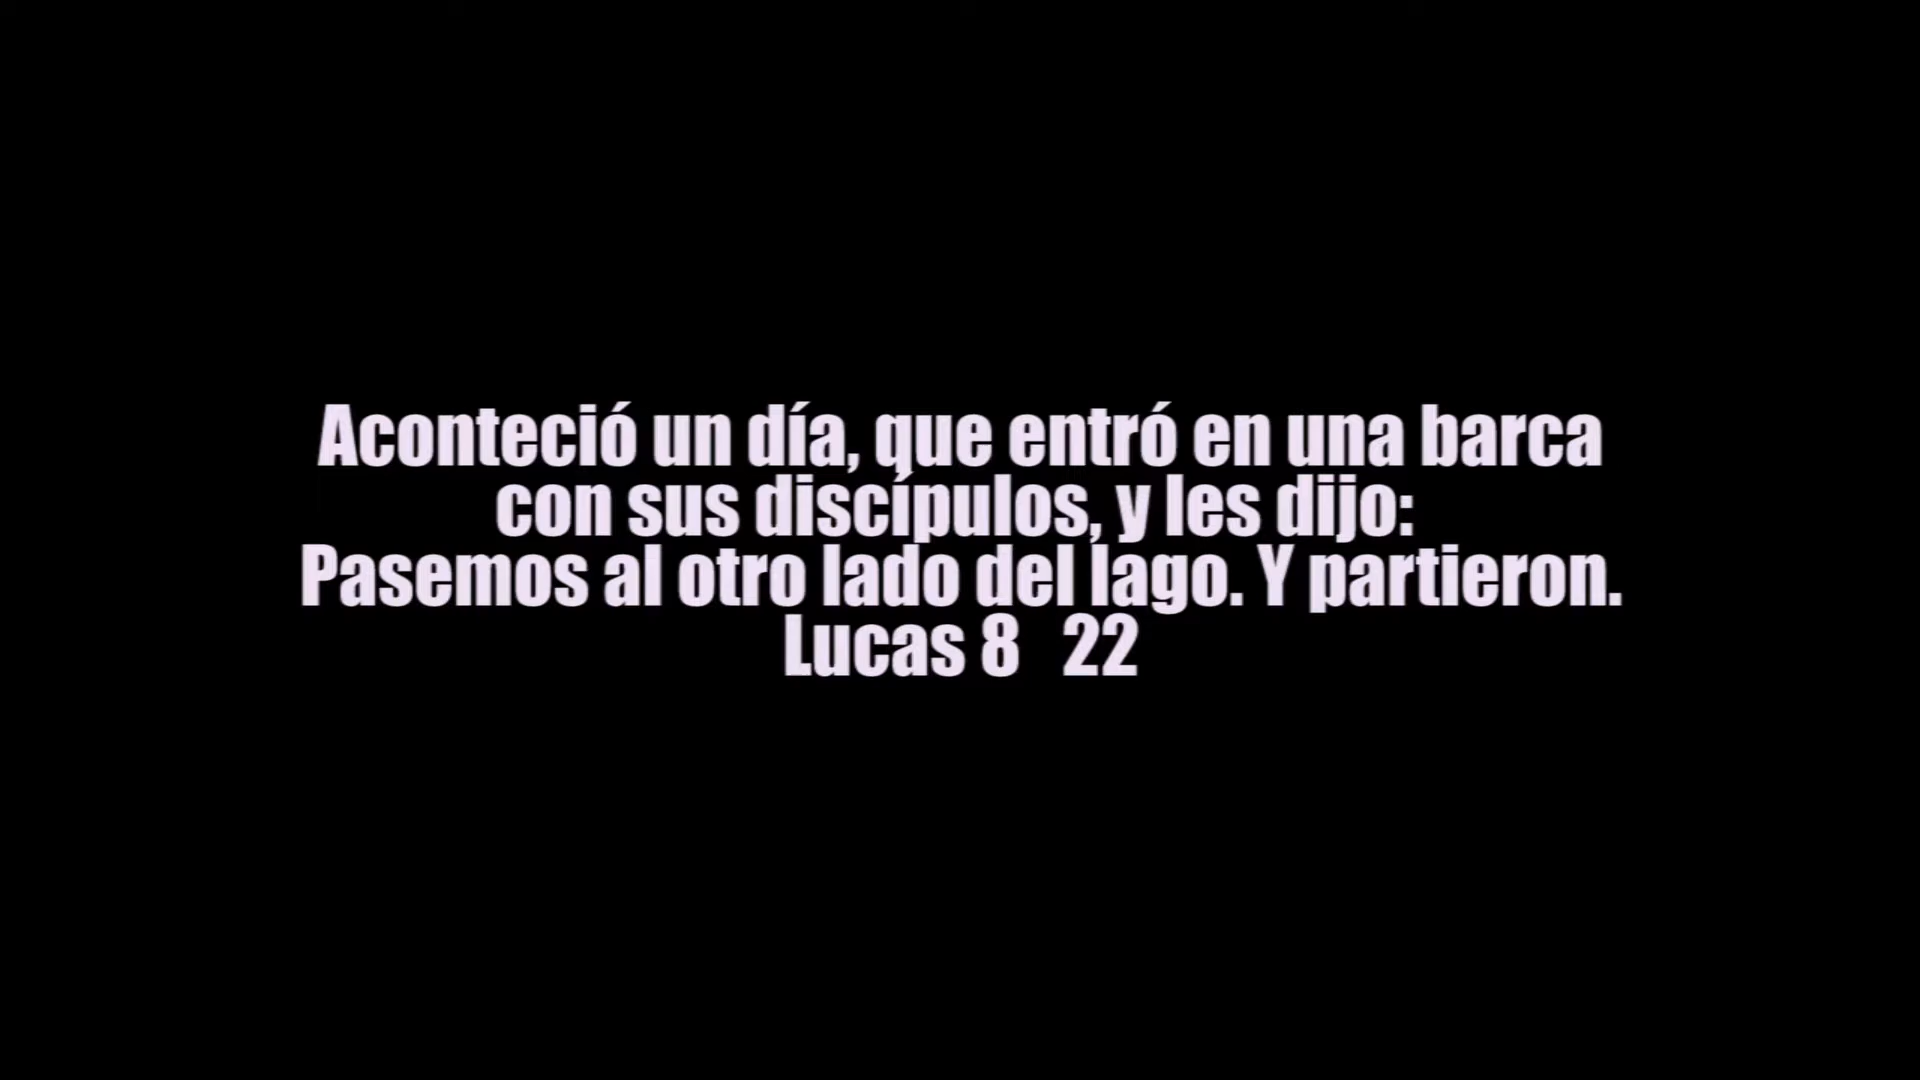 Aconteció un día, que entró en una barca
con sus discípulos, y les dijo:
Pasemos al otro lado del lago. Y partieron.
Lucas 8   22